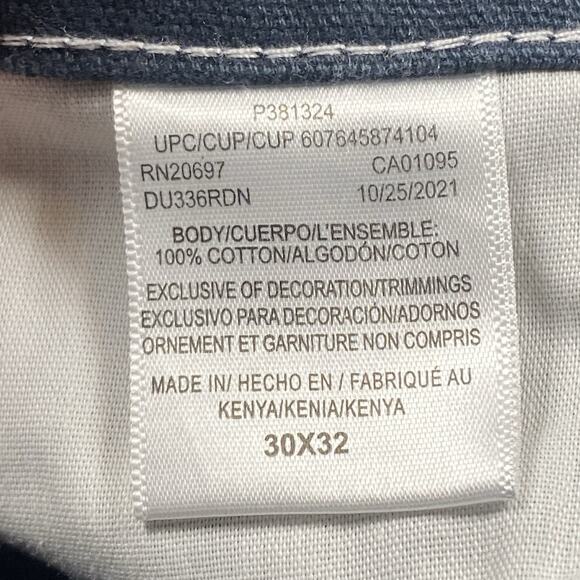 P381324
UPC/CUP/CUP 607645874104
RN20697 CA01095
DU336RDN 10/25/2021
BODY/CUERPO/L'ENSEMBLE:
100% COTTON/ALGODÓN/COTON
EXCLUSIVE OF DECORATION/TRIMMINGS
EXCLUSIVO PARA DECORACIÓN/ADORNOS
ORNEMENT ET GARNITURE NON COMPRIS
MADE IN/ HECHO EN / FABRIQUÉ AU
KENYA/KENIA/KENYA
30X32